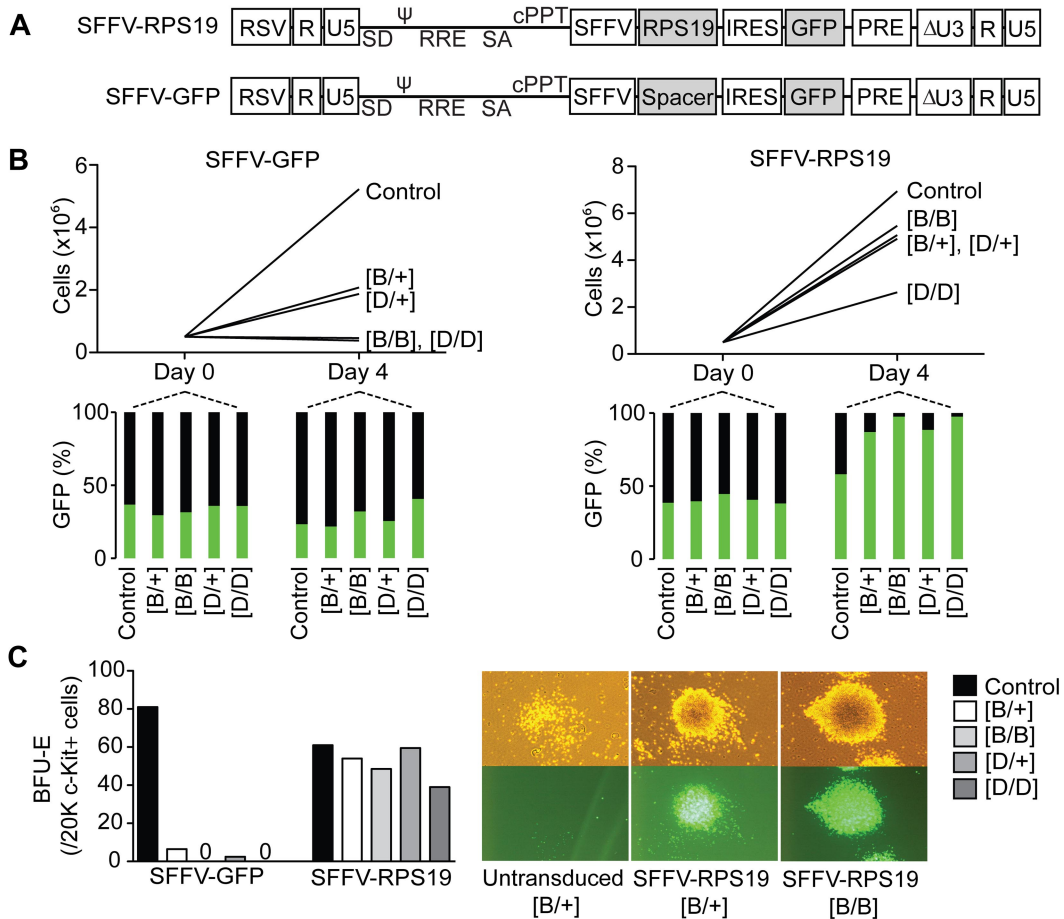 A
SFFV-RPS19
RSV R U5 SD Ψ RRE SA cPPT SFFV RPS19 IRES GFP PRE ΔU3 R U5
SFFV-GFP
RSV R U5 SD Ψ RRE SA cPPT SFFV Spacer IRES GFP PRE ΔU3 R U5
B
SFFV-GFP
Cells (x10⁶)
6
4
2
0
Control
[B/+]
[D/+]
[B/B], [D/D]
Day 0 Day 4
GFP (%)
100
50
0
Control [B/+] [B/B] [D/+] [D/D]
Control [B/+] [B/B] [D/+] [D/D]
SFFV-RPS19
Cells (x10⁶)
8
6
4
2
0
Control
[B/B]
[B/+], [D/+]
[D/D]
Day 0 Day 4
GFP (%)
100
50
0
Control [B/+] [B/B] [D/+] [D/D]
Control [B/+] [B/B] [D/+] [D/D]
C
BFU-E
(/20K c-Kit+ cells)
100
80
60
40
20
0
0 0
SFFV-GFP SFFV-RPS19
Untransduced
[B/+]
SFFV-RPS19
[B/+]
SFFV-RPS19
[B/B]
Control
[B/+]
[B/B]
[D/+]
[D/D]